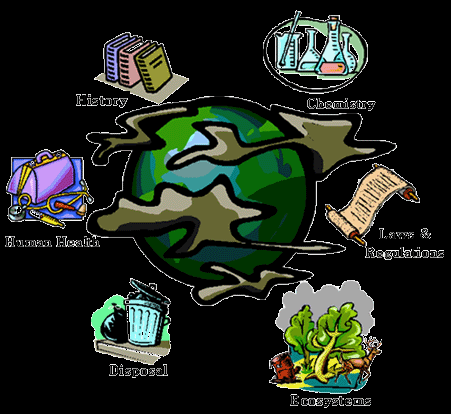 History
Chemistry
Human Health
Laws &
Regulations
Disposal
Ecosystems